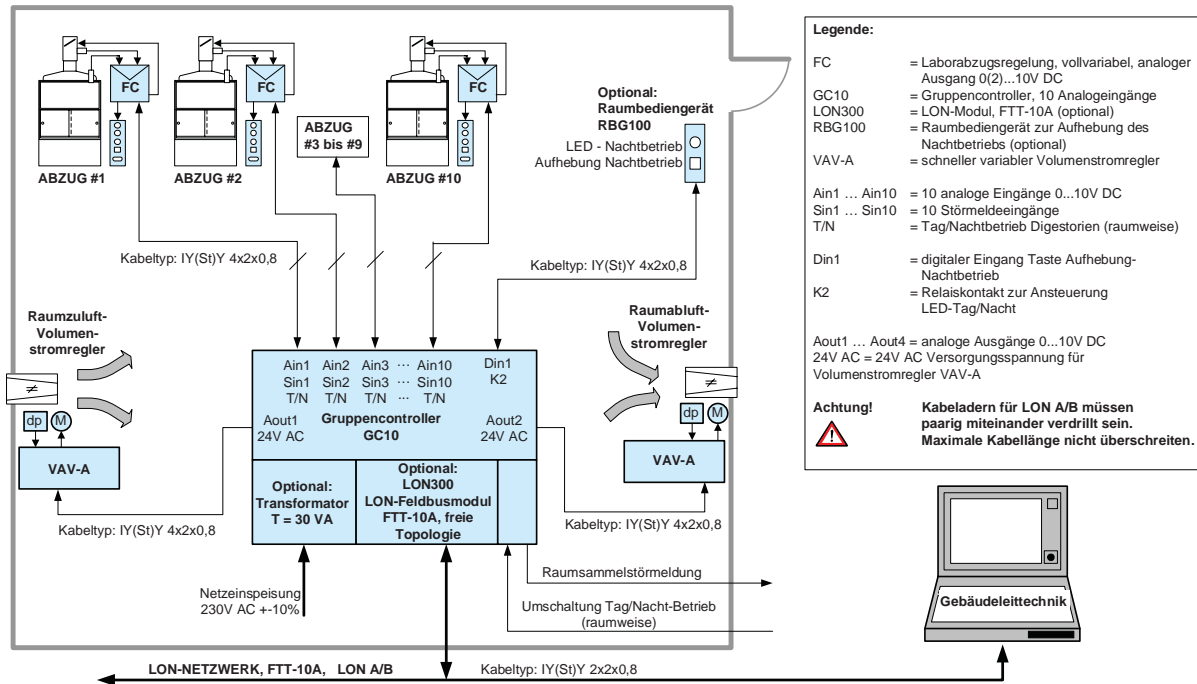 FC
FC
FC
ABZUG #1
ABZUG #2
ABZUG
#3 bis #9
ABZUG #10
Optional:
Raumbediengerät
RBG100
LED - Nachtbetrieb
Aufhebung Nachtbetrieb
Kabeltyp: IY(St)Y 4x2x0,8
Kabeltyp: IY(St)Y 4x2x0,8
Raumzuluft-
Volumen-
stromregler
≠
dp
M
VAV-A
Kabeltyp: IY(St)Y 4x2x0,8
Ain1 Ain2 Ain3 ... Ain10
Sin1 Sin2 Sin3 ... Sin10
T/N T/N T/N ... T/N
Din1
K2
Aout1
24V AC
Gruppencontroller
GC10
Aout2
24V AC
Optional:
Transformator
T = 30 VA
Optional:
LON300
LON-Feldbusmodul
FTT-10A, freie
Topologie
Raumabluft-
Volumen-
stromregler
≠
dp
M
VAV-A
Kabeltyp: IY(St)Y 4x2x0,8
Netzeinspeisung
230V AC +-10%
Raumsammelstörmeldung
Umschaltung Tag/Nacht-Betrieb
(raumweise)
LON-NETZWERK, FTT-10A, LON A/B
Kabeltyp: IY(St)Y 2x2x0,8
Legende:
FC = Laborabzugsregelung, vollvariabel, analoger
Ausgang 0(2)...10V DC
GC10 = Gruppencontroller, 10 Analogeingänge
LON300 = LON-Modul, FTT-10A (optional)
RBG100 = Raumbediengerät zur Aufhebung des
Nachtbetriebs (optional)
VAV-A = schneller variabler Volumenstromregler
Ain1 ... Ain10 = 10 analoge Eingänge 0...10V DC
Sin1 ... Sin10 = 10 Störmeldeeingänge
T/N = Tag/Nachtbetrieb Digestorien (raumweise)
Din1 = digitaler Eingang Taste Aufhebung-
Nachtbetrieb
K2 = Relaiskontakt zur Ansteuerung
LED-Tag/Nacht
Aout1 ... Aout4 = analoge Ausgänge 0...10V DC
24V AC = 24V AC Versorgungsspannung für
Volumenstromregler VAV-A
Achtung! Kabeladern für LON A/B müssen
paarig miteinander verdrillt sein.
Maximale Kabellänge nicht überschreiten.
Gebäudeleittechnik